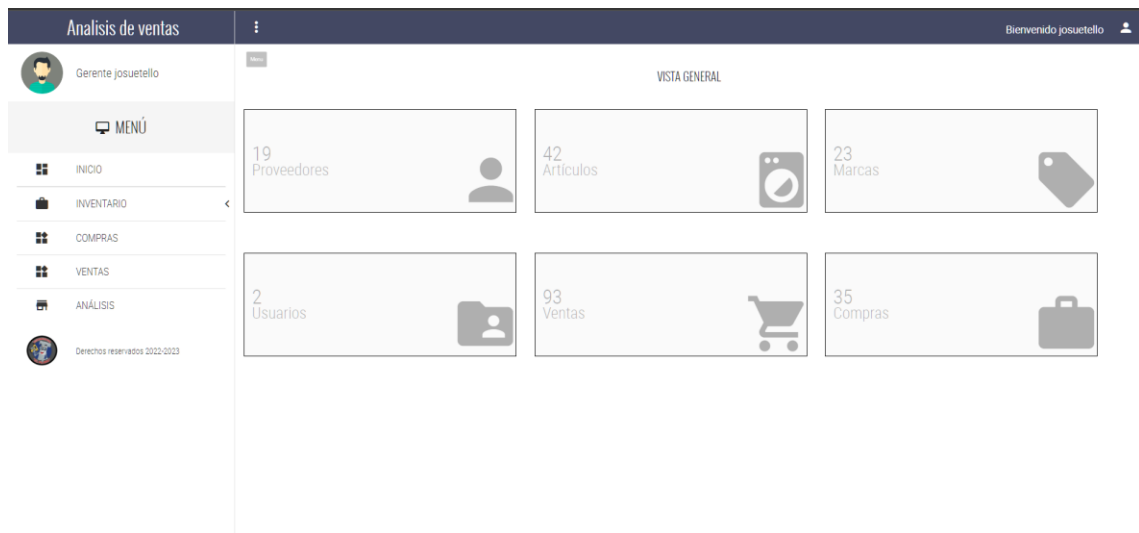 Analisis de ventas
Bienvenido josuetello
Gerente josuetello
Menu
VISTA GENERAL
MENÚ
INICIO
INVENTARIO
COMPRAS
VENTAS
ANÁLISIS
Derechos reservados 2022-2023
19
Proveedores
42
Artículos
23
Marcas
2
Usuarios
93
Ventas
35
Compras